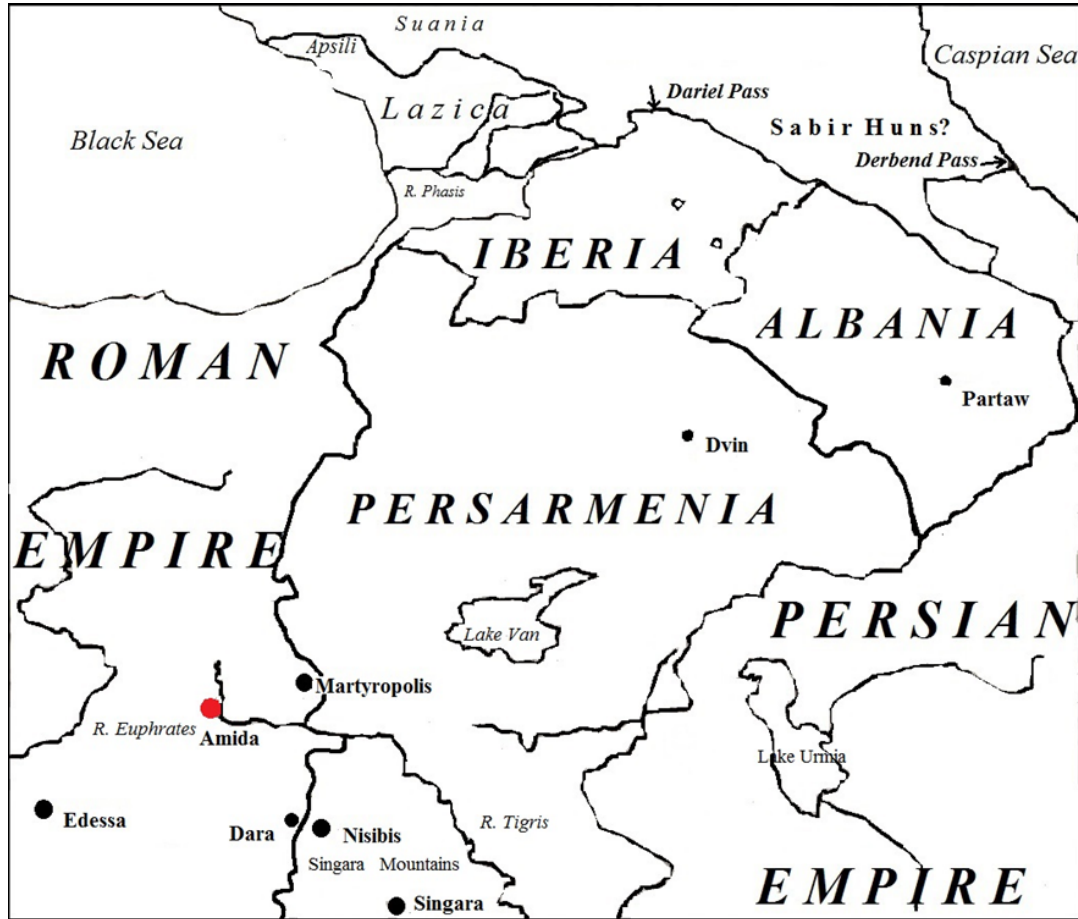 Suania
Apsili
Caspian Sea
Lazica
Dariel Pass
Black Sea
Sabir Huns?
Derbend Pass
R. Phasis
IBERIA
ALBANIA
ROMAN
Partaw
Dvin
PERSARMENIA
EMPIRE
PERSIAN
Lake Van
Martyropolis
R. Euphrates
Amida
Lake Urmia
Edessa
Dara
Nisibis
R. Tigris
Singara Mountains
EMPIRE
Singara